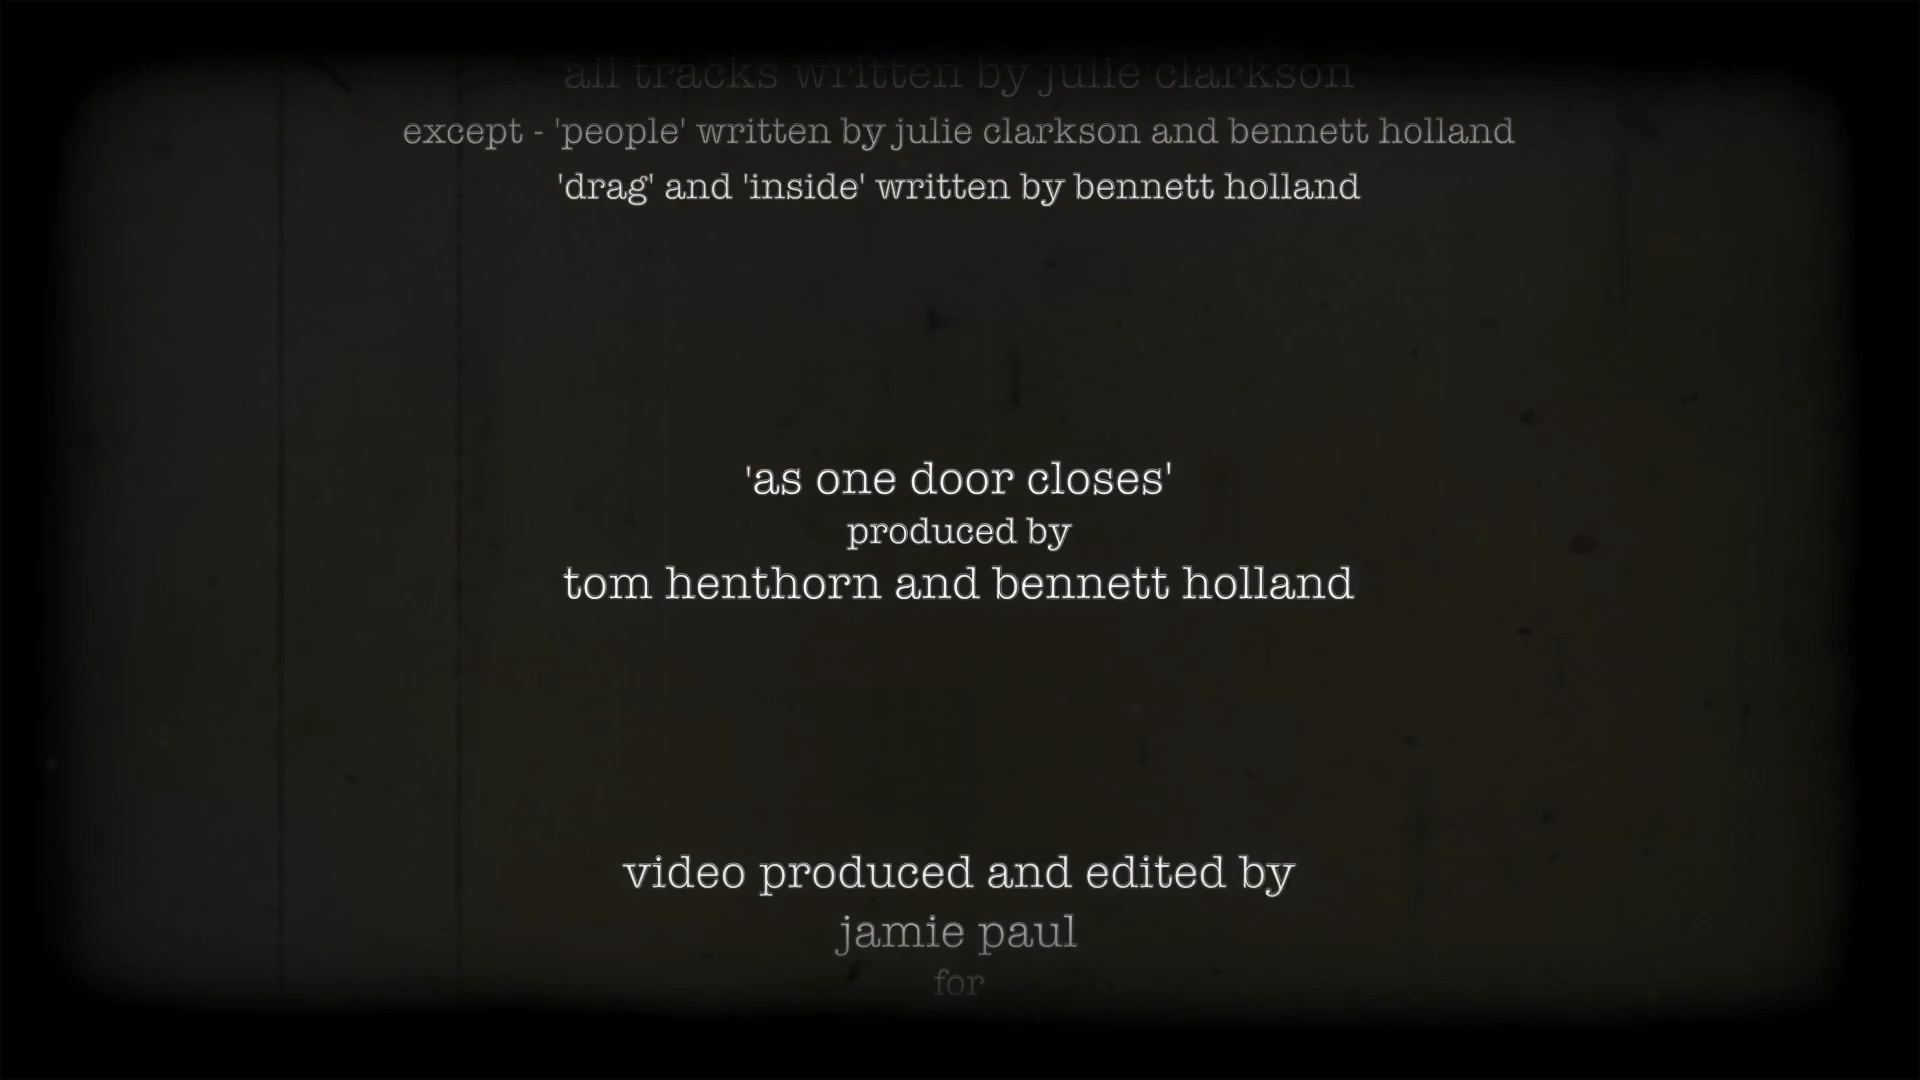 all tracks written by julie clarkson
except - 'people' written by julie clarkson and bennett holland
'drag' and 'inside' written by bennett holland
'as one door closes'
produced by
tom henthorn and bennett holland
video produced and edited by
jamie paul
for